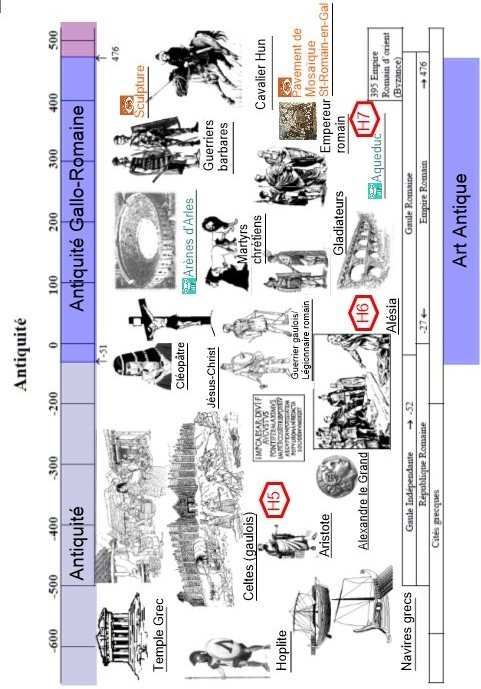 Antiquité
-600
-500
-400
-300
-200
0
100
200
300
400
500
Antiquité
Antiquité Gallo-Romaine
-51
476
Temple Grec
Celtes (gaulois)
Cléopâtre
Arènes d'Arles
Guerriers
barbares
Sculpture
Hoplite
H5
Aristote
IMP.CAESAR.DIVI F
Jésus-Christ
Guerrier gaulois/
Légionnaire romain
Martyrs
chrétiens
Cavalier Hun
Navires grecs
Alexandre le Grand
H6
Alésia
Gladiateurs
Aqueduc
H7
Empereur
romain
Pavement de
Mosaïque
St-Romain-en-Gal
Gaule Indépendante
-52
Gaule Romaine
395 Empire
Romain d'orient
(Byzance)
République Romaine
-27
Empire Romain
476
Cités grecques
Art Antique